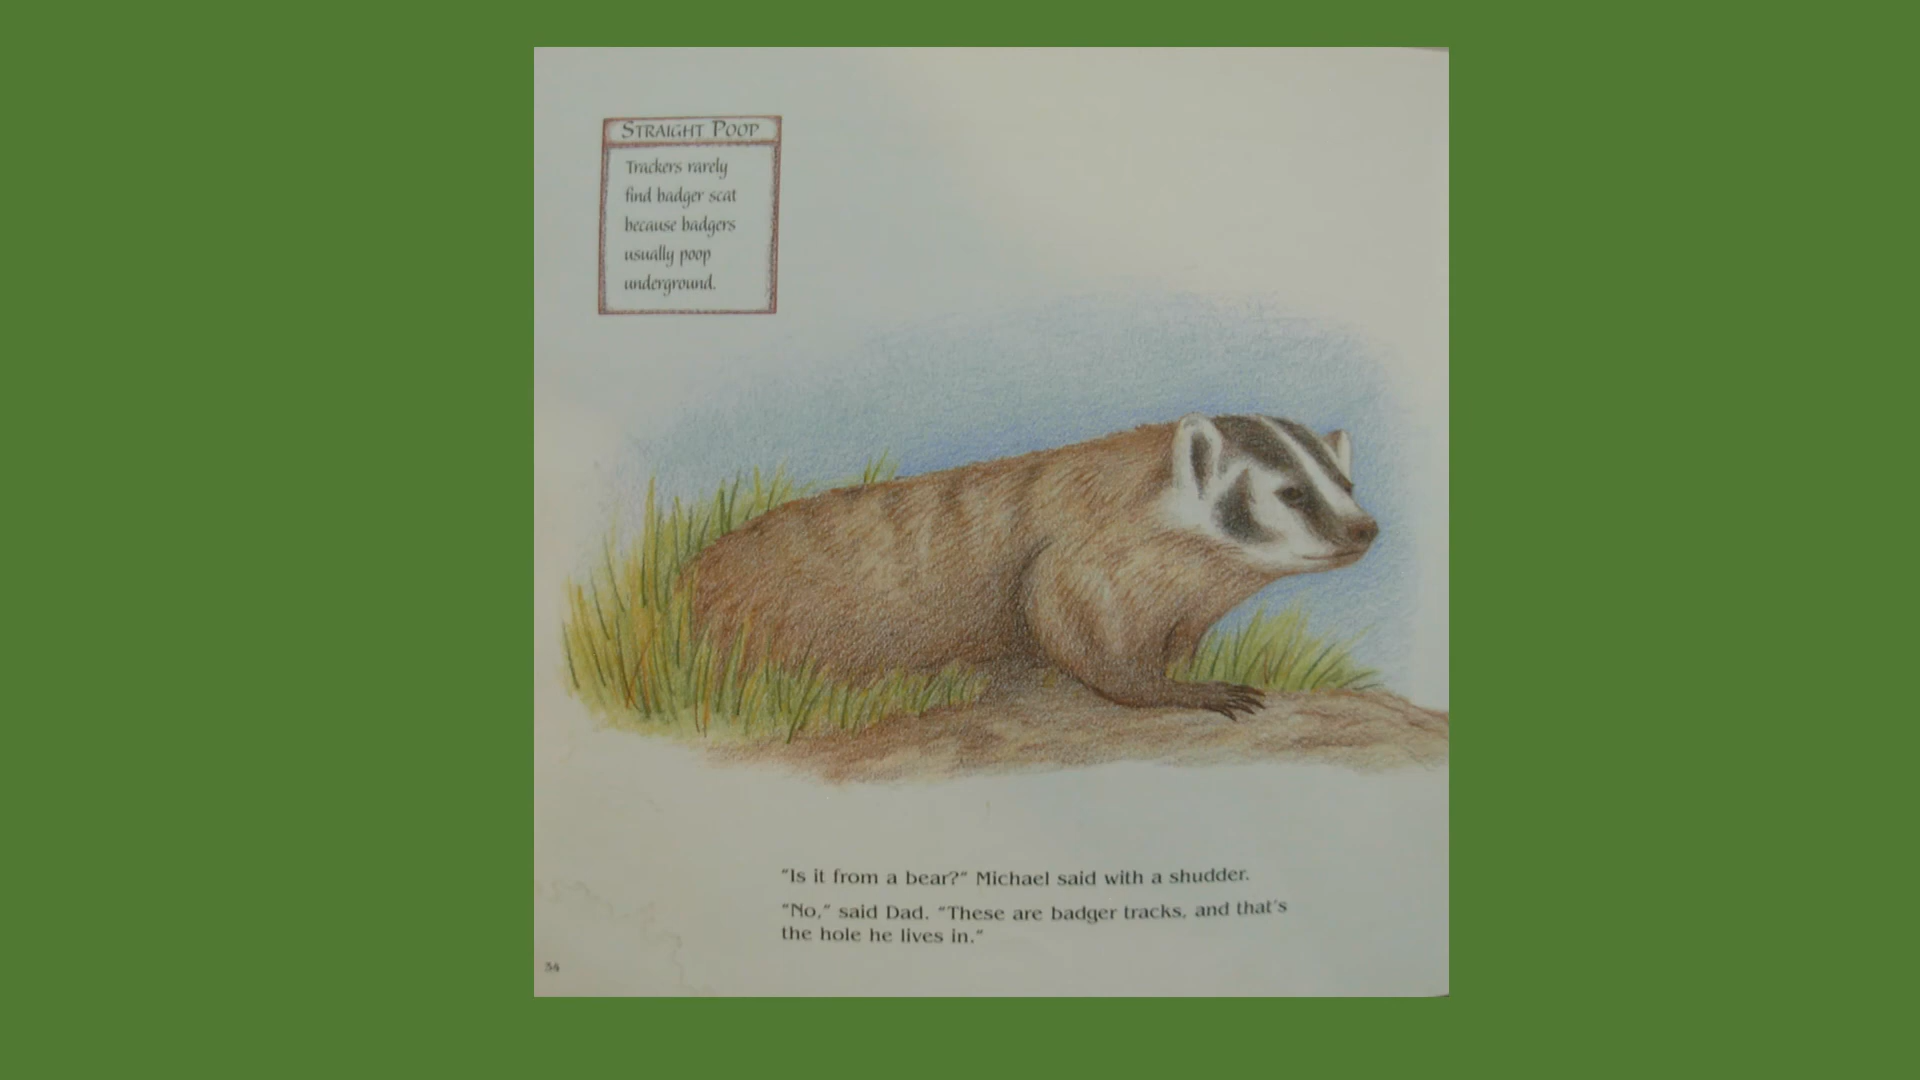 STRAIGHT POOP
Trackers rarely
find badger scat
because badgers
usually poop
underground.
"Is it from a bear?" Michael said with a shudder.
"No," said Dad. "These are badger tracks, and that's
the hole he lives in."
34